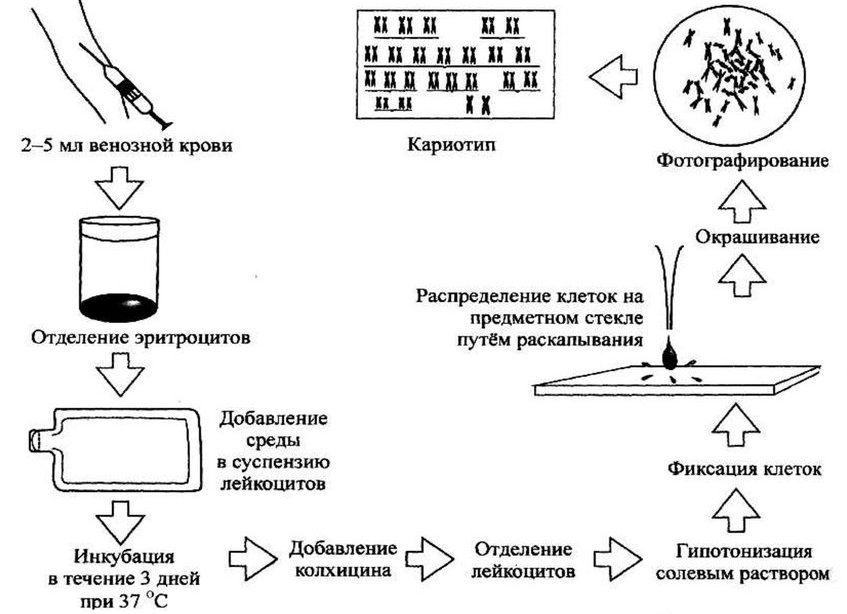 2–5 мл венозной крови
Отделение эритроцитов
Добавление
среды
в суспензию
лейкоцитов
Инкубация
в течение 3 дней
при 37 °С
Добавление
колхицина
Отделение
лейкоцитов
Гипотонизация
солевым раствором
Фиксация клеток
Распределение клеток на
предметном стекле
путём раскапывания
Окрашивание
Фотографирование
Кариотип